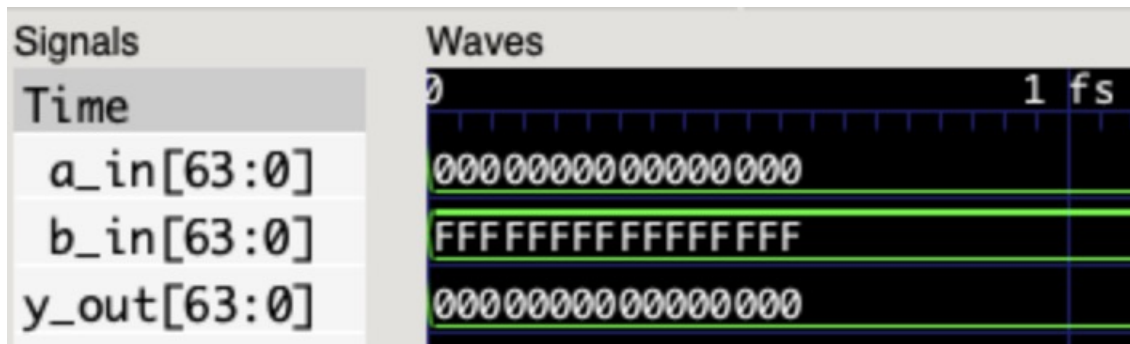 Signals Waves
Time 0 1 fs
a_in[63:0] 0000000000000000
b_in[63:0] FFFFFFFFFFFFFFFF
y_out[63:0] 0000000000000000